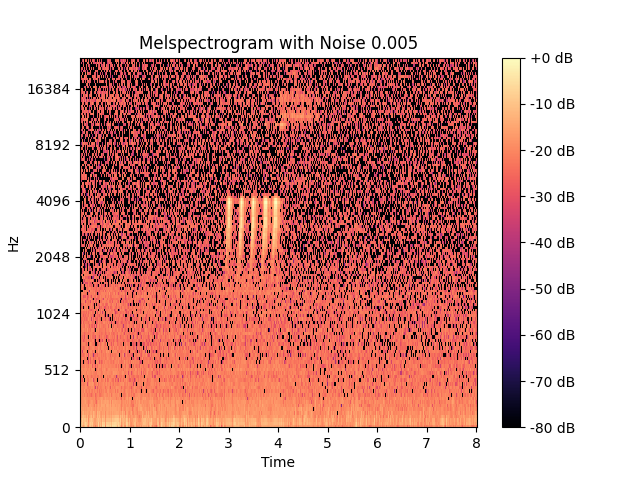 Melspectrogram with Noise 0.005
Hz
16384
8192
4096
2048
1024
512
0
0 1 2 3 4 5 6 7 8
Time
+0 dB
-10 dB
-20 dB
-30 dB
-40 dB
-50 dB
-60 dB
-70 dB
-80 dB